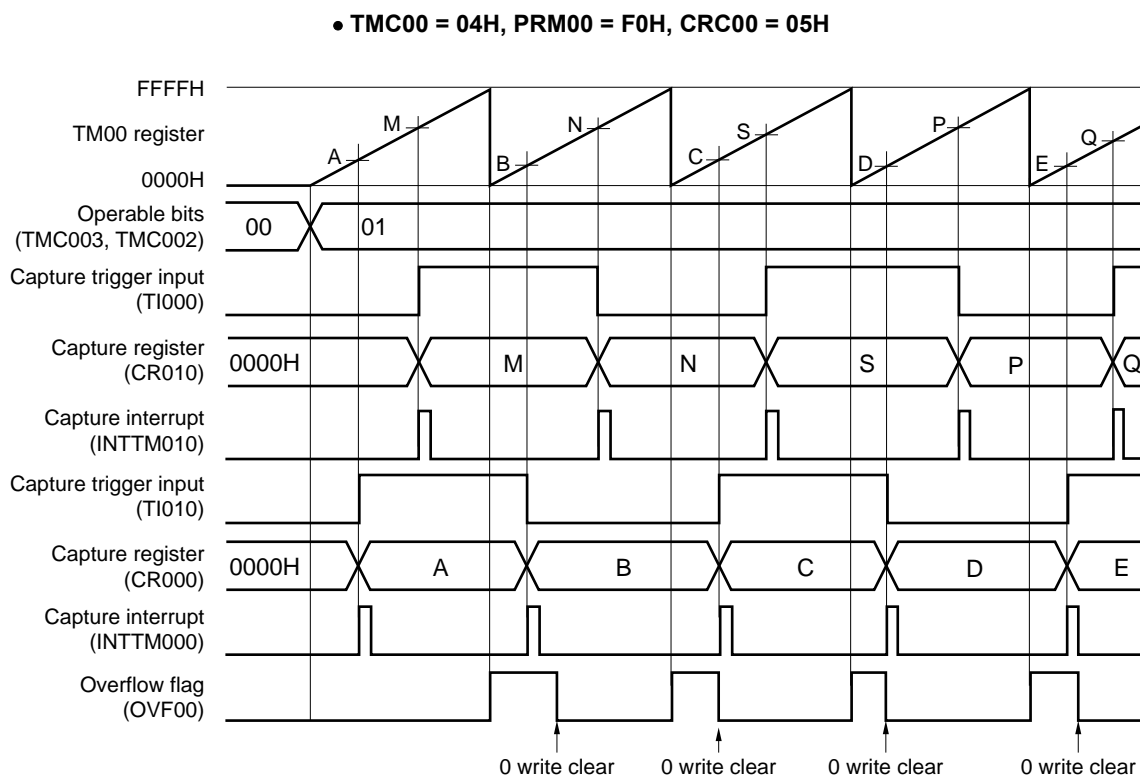 • TMC00 = 04H, PRM00 = F0H, CRC00 = 05H
FFFFH
TM00 register
0000H
A M B N C S D P E Q
Operable bits
(TMC003, TMC002)
00 01
Capture trigger input
(TI000)
Capture register
(CR010)
0000H M N S P Q
Capture interrupt
(INTTM010)
Capture trigger input
(TI010)
Capture register
(CR000)
0000H A B C D E
Capture interrupt
(INTTM000)
Overflow flag
(OVF00)
0 write clear 0 write clear 0 write clear 0 write clear